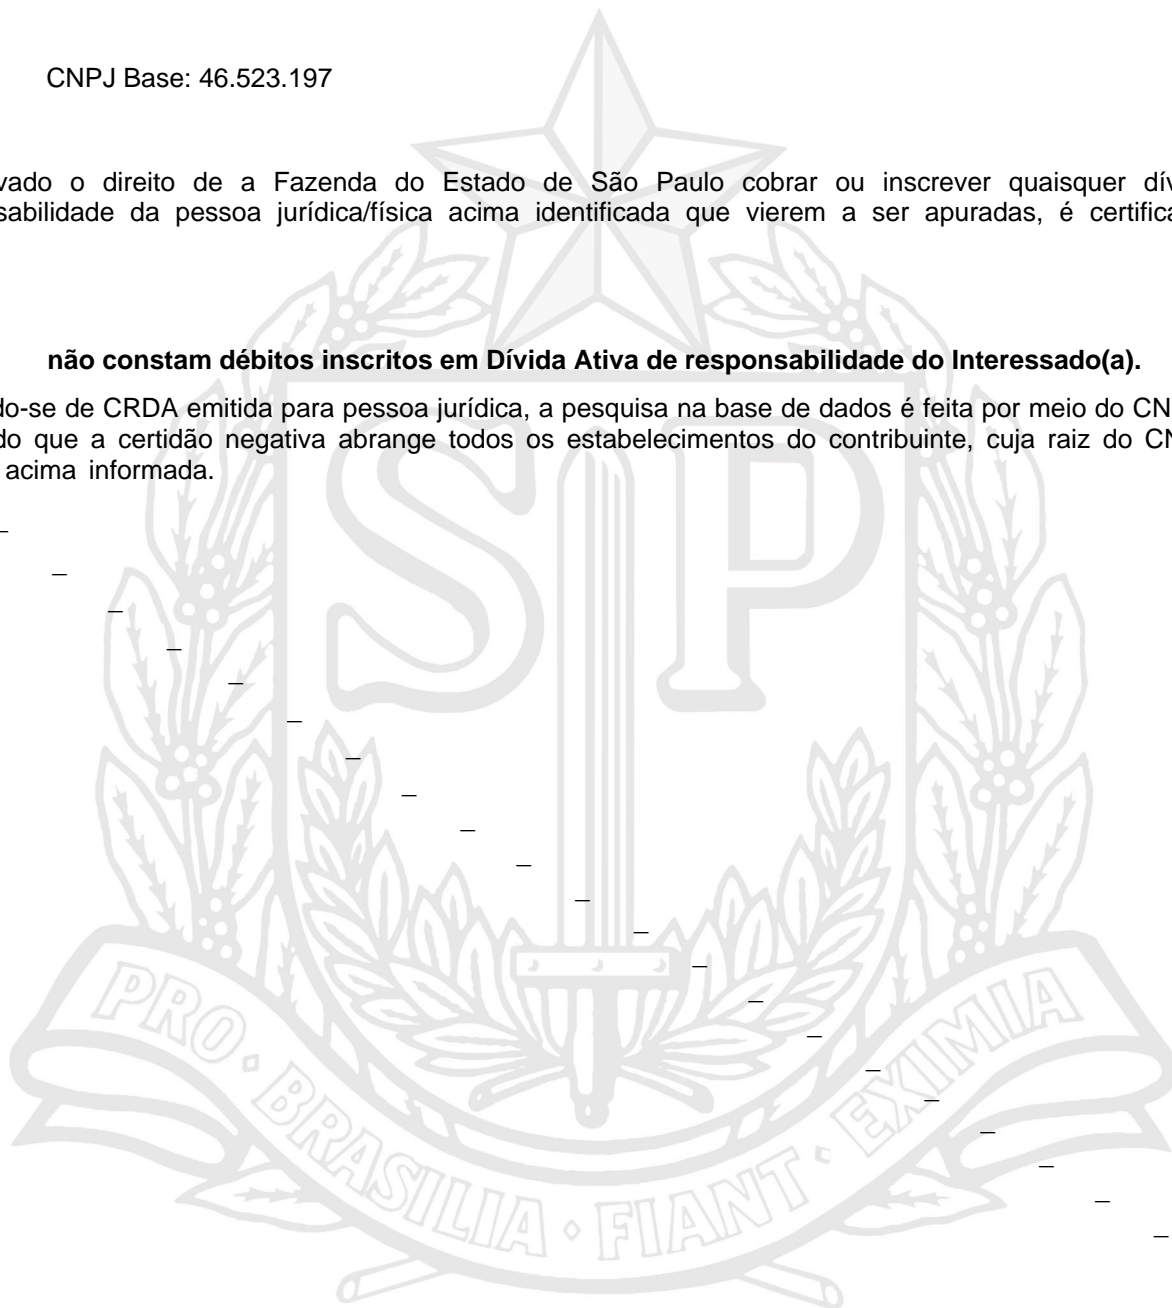 CNPJ Base: 46.523.197
vado o direito de a Fazenda do Estado de São Paulo cobrar ou inscrever quaisquer dív
sabilidade da pessoa jurídica/física acima identificada que vierem a ser apuradas, é certifica
não constam débitos inscritos em Dívida Ativa de responsabilidade do Interessado(a).
do-se de CRDA emitida para pessoa jurídica, a pesquisa na base de dados é feita por meio do CN
do que a certidão negativa abrange todos os estabelecimentos do contribuinte, cuja raiz do CN
acima informada.
SP
PRO • BRASILIA • FIANT • EXIMIA